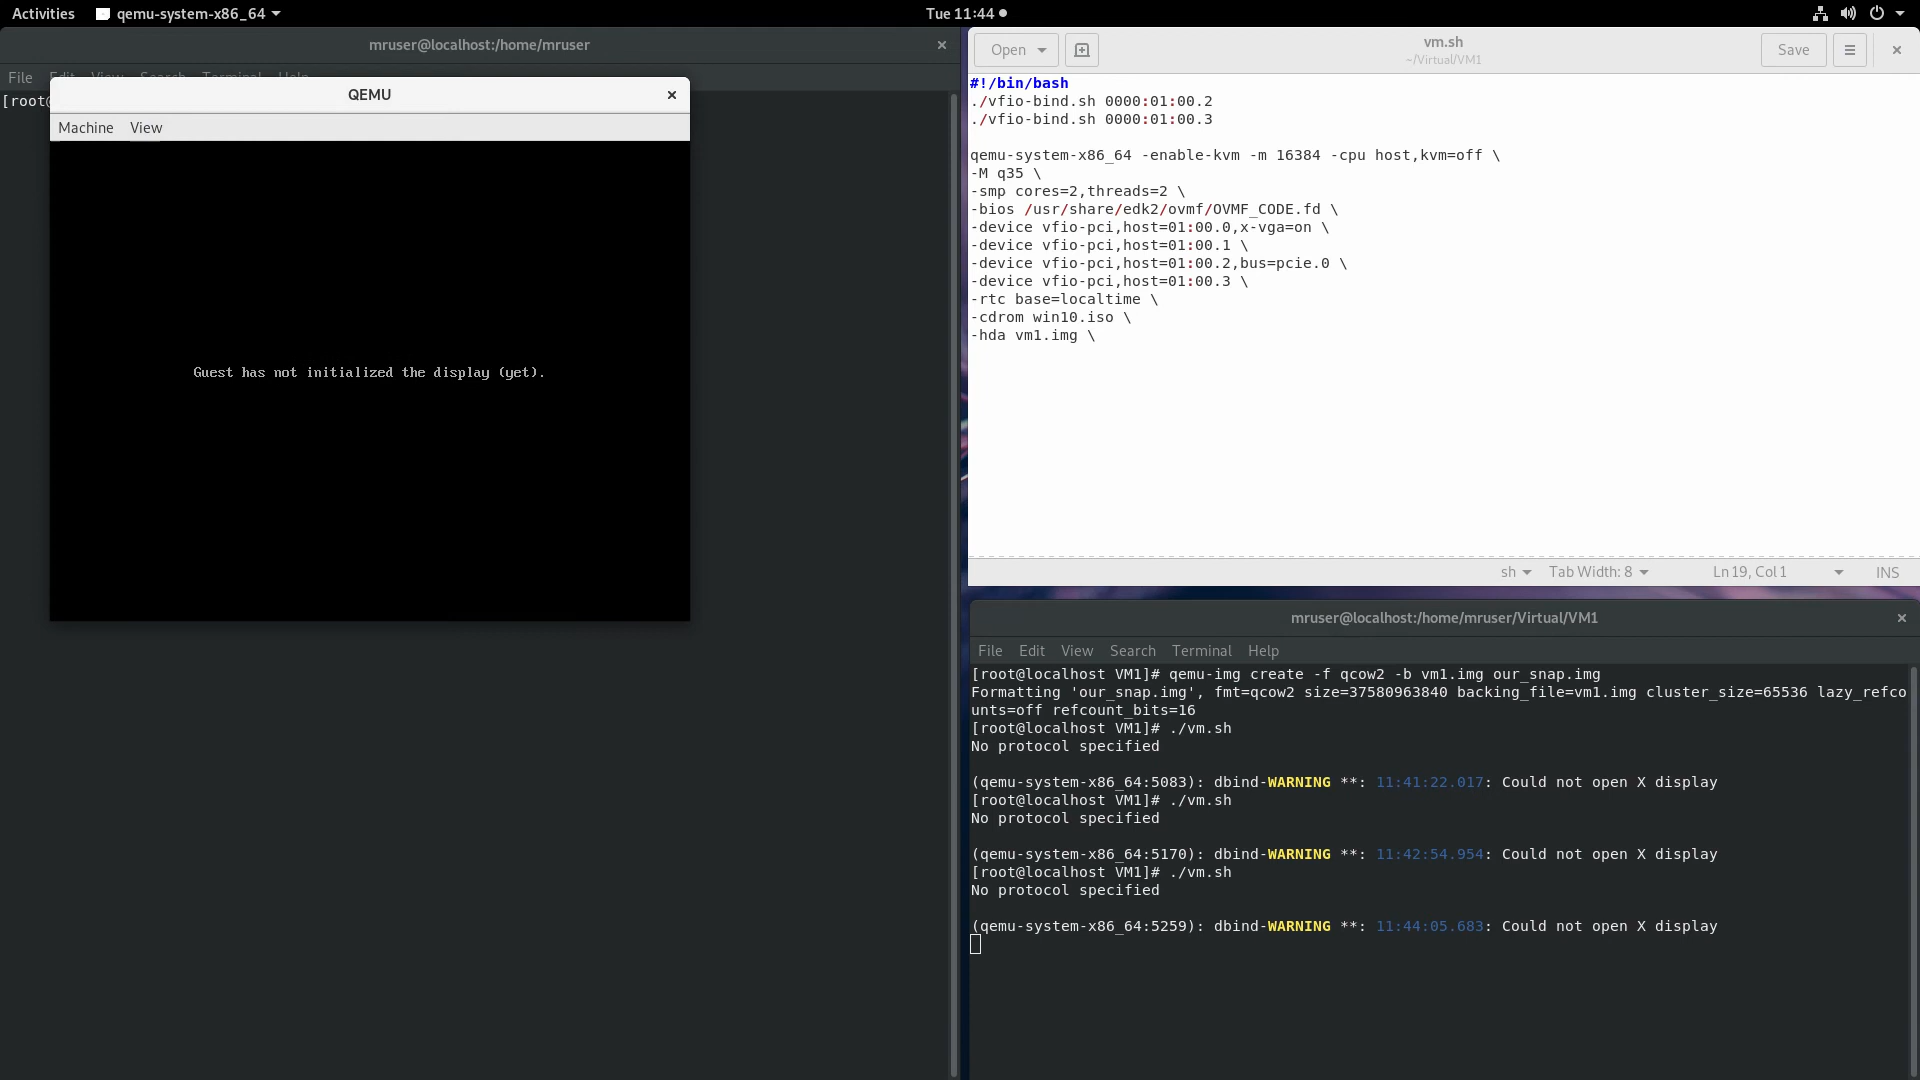 Activities
qemu-system-x86_64
Tue 11:44
mruser@localhost:/home/mruser
File Edit View Search Terminal Help
[root@
QEMU
Machine View
Guest has not initialized the display (yet).
Open
vm.sh
~/Virtual/VM1
Save
#!/bin/bash
./vfio-bind.sh 0000:01:00.2
./vfio-bind.sh 0000:01:00.3
qemu-system-x86_64 -enable-kvm -m 16384 -cpu host,kvm=off \
-M q35 \
-smp cores=2,threads=2 \
-bios /usr/share/edk2/ovmf/OVMF_CODE.fd \
-device vfio-pci,host=01:00.0,x-vga=on \
-device vfio-pci,host=01:00.1 \
-device vfio-pci,host=01:00.2,bus=pcie.0 \
-device vfio-pci,host=01:00.3 \
-rtc base=localtime \
-cdrom win10.iso \
-hda vm1.img \
sh Tab Width: 8 Ln 19, Col 1 INS
mruser@localhost:/home/mruser/Virtual/VM1
File Edit View Search Terminal Help
[root@localhost VM1]# qemu-img create -f qcow2 -b vm1.img our_snap.img
Formatting 'our_snap.img', fmt=qcow2 size=37580963840 backing_file=vm1.img cluster_size=65536 lazy_refco
unts=off refcount_bits=16
[root@localhost VM1]# ./vm.sh
No protocol specified
(qemu-system-x86_64:5083): dbind-WARNING **: 11:41:22.017: Could not open X display
[root@localhost VM1]# ./vm.sh
No protocol specified
(qemu-system-x86_64:5170): dbind-WARNING **: 11:42:54.954: Could not open X display
[root@localhost VM1]# ./vm.sh
No protocol specified
(qemu-system-x86_64:5259): dbind-WARNING **: 11:44:05.683: Could not open X display